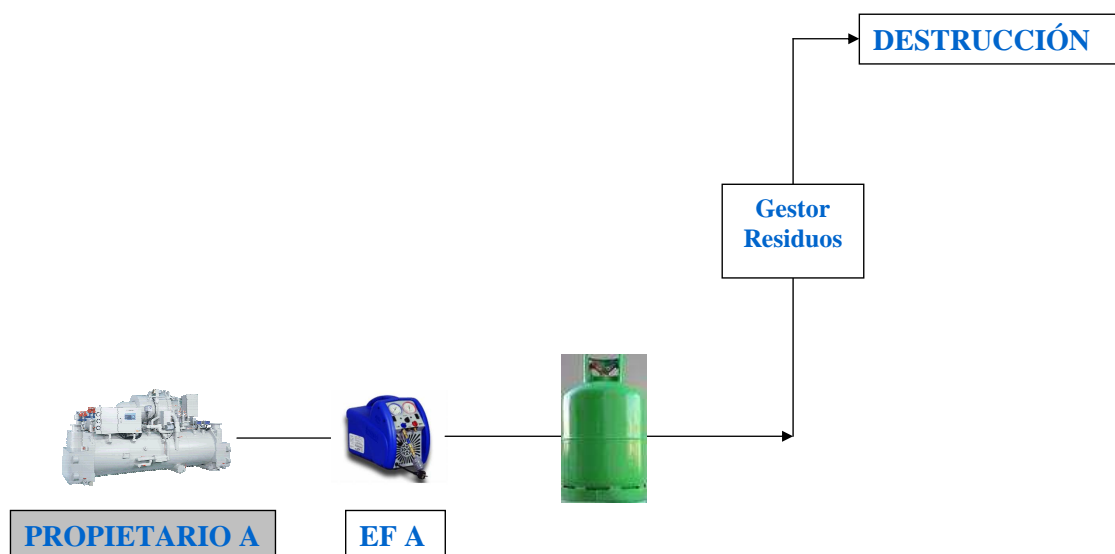 DESTRUCCIÓN
Gestor
Residuos
PROPIETARIO A
EF A